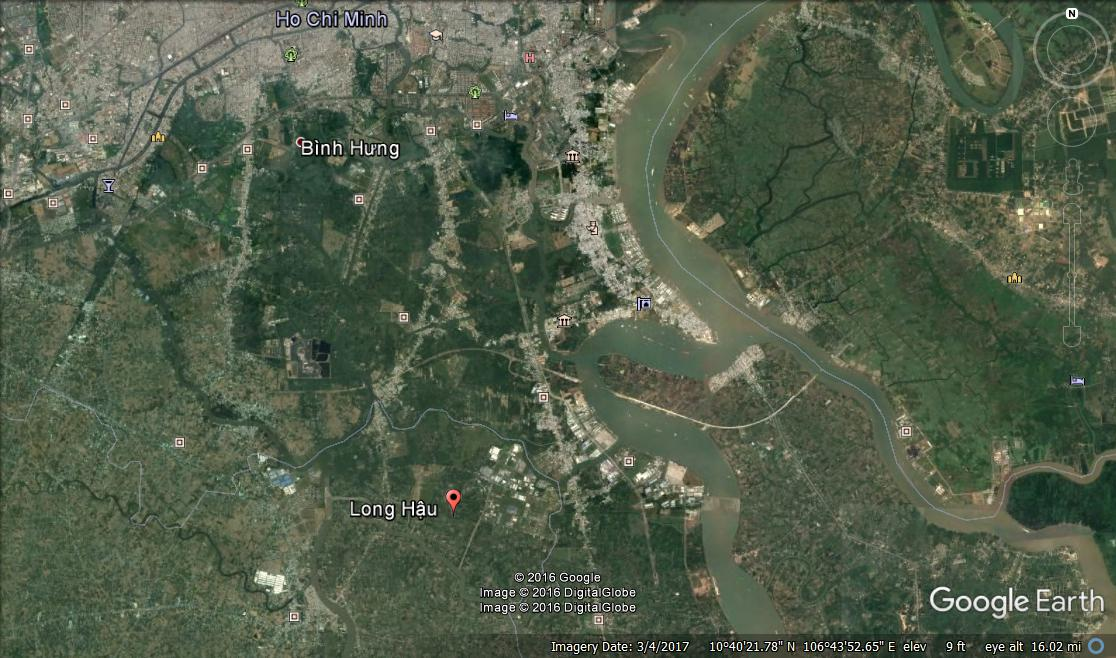 Ho Chi Minh
N
H
Bình Hưng
Long Hậu
© 2016 Google
Image © 2016 DigitalGlobe
Image © 2016 DigitalGlobe
Google Earth
Imagery Date: 3/4/2017 10°40'21.78" N 106°43'52.65" E elev 9 ft eye alt 16.02 mi